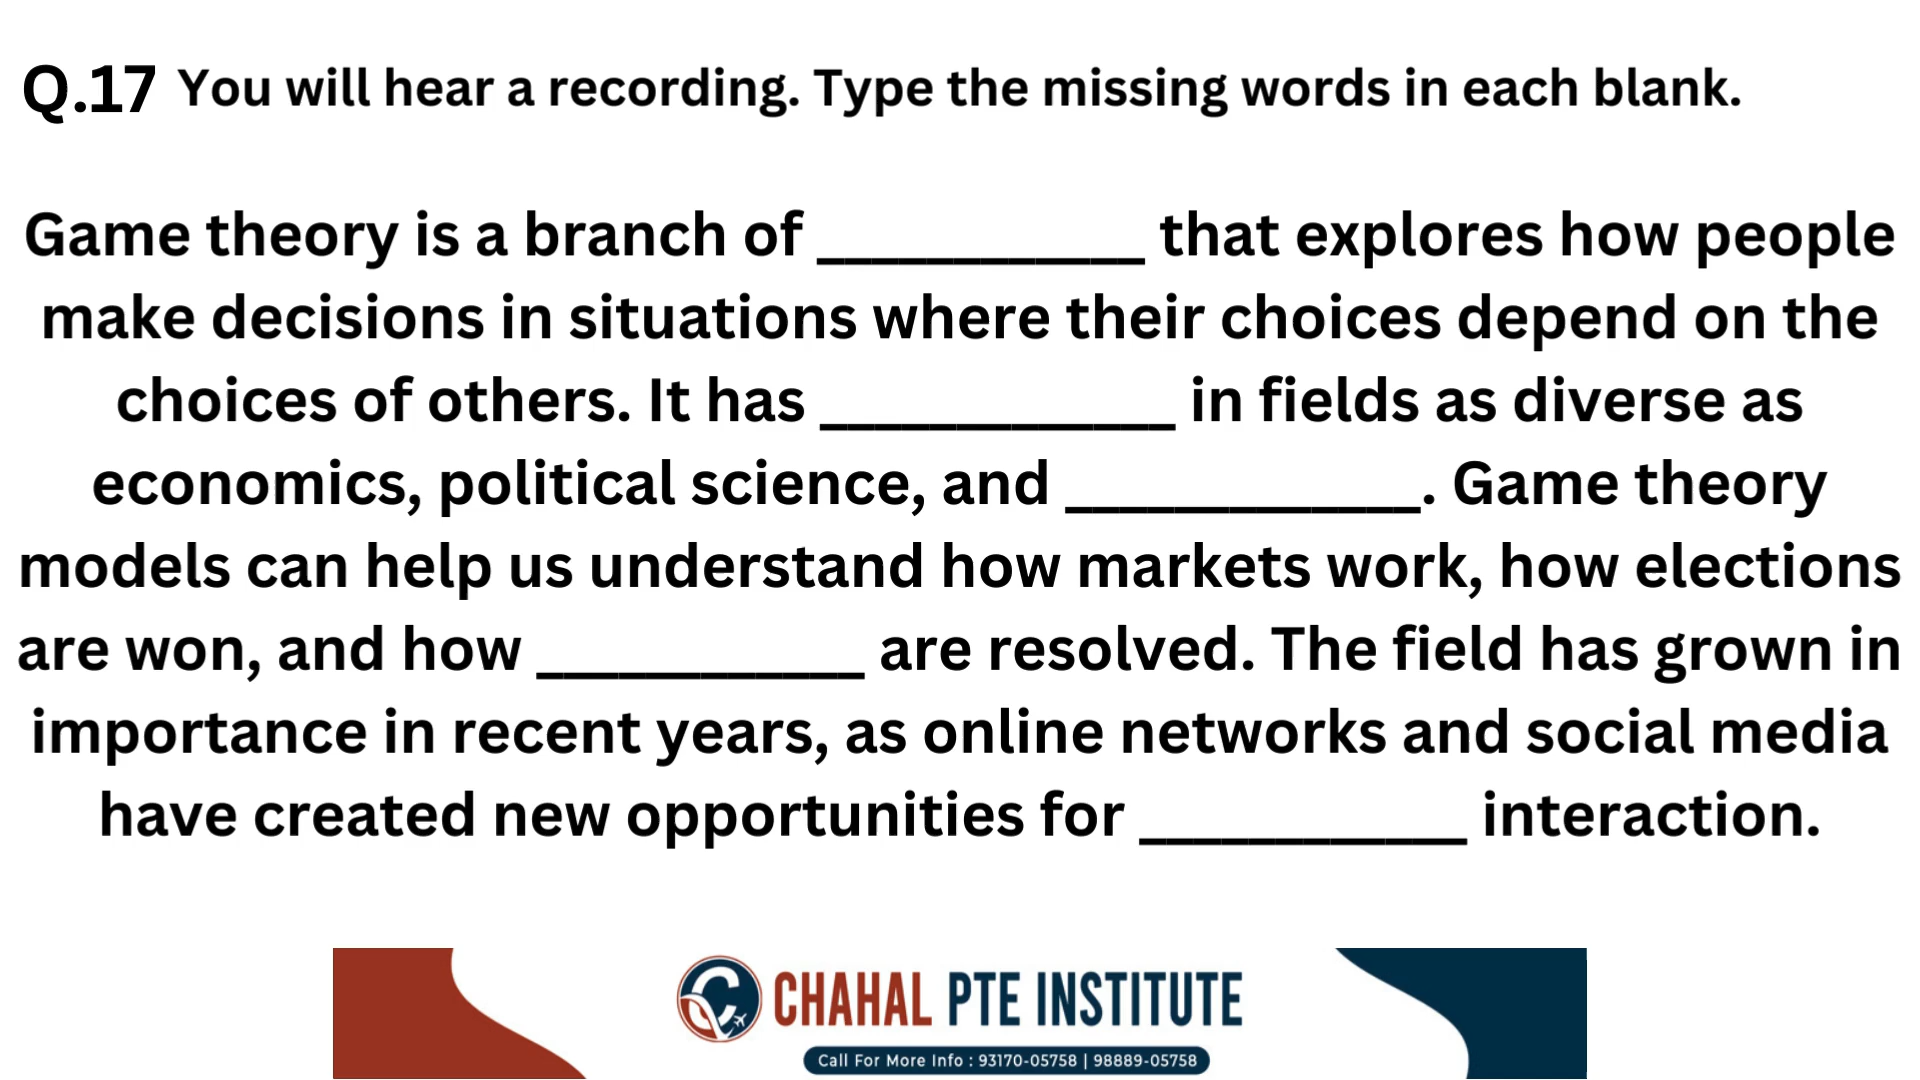 Q.17 You will hear a recording. Type the missing words in each blank.
Game theory is a branch of ____________ that explores how people
make decisions in situations where their choices depend on the
choices of others. It has _____________ in fields as diverse as
economics, political science, and _____________. Game theory
models can help us understand how markets work, how elections
are won, and how ____________ are resolved. The field has grown in
importance in recent years, as online networks and social media
have created new opportunities for ____________ interaction.
CHAHAL PTE INSTITUTE
Call For More Info : 93170-05758 | 98889-05758